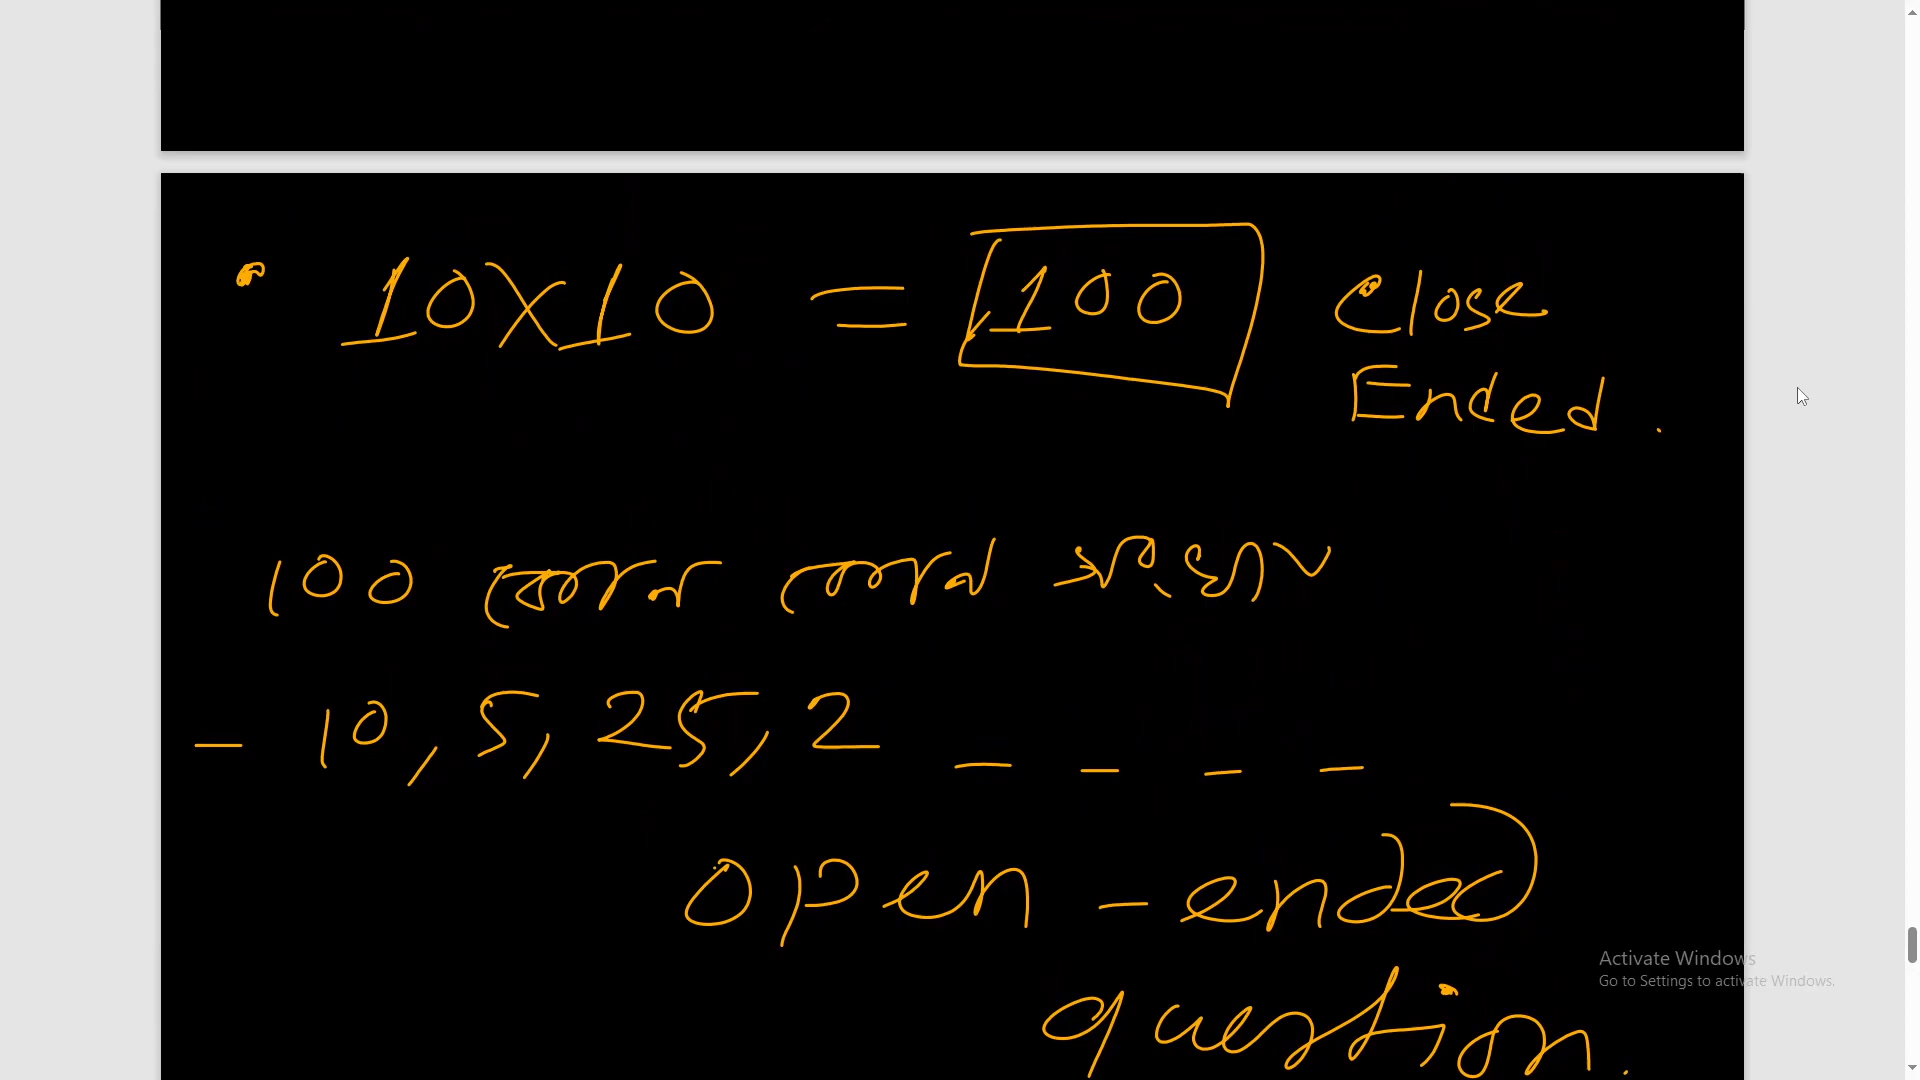 10X10 = 100 Close
Ended.
100 কোন কোন সংখ্যা
- 10, 5, 25, 2 _ _ _ _
open-ended
question.
Activate Windows
Go to Settings to activate Windows.